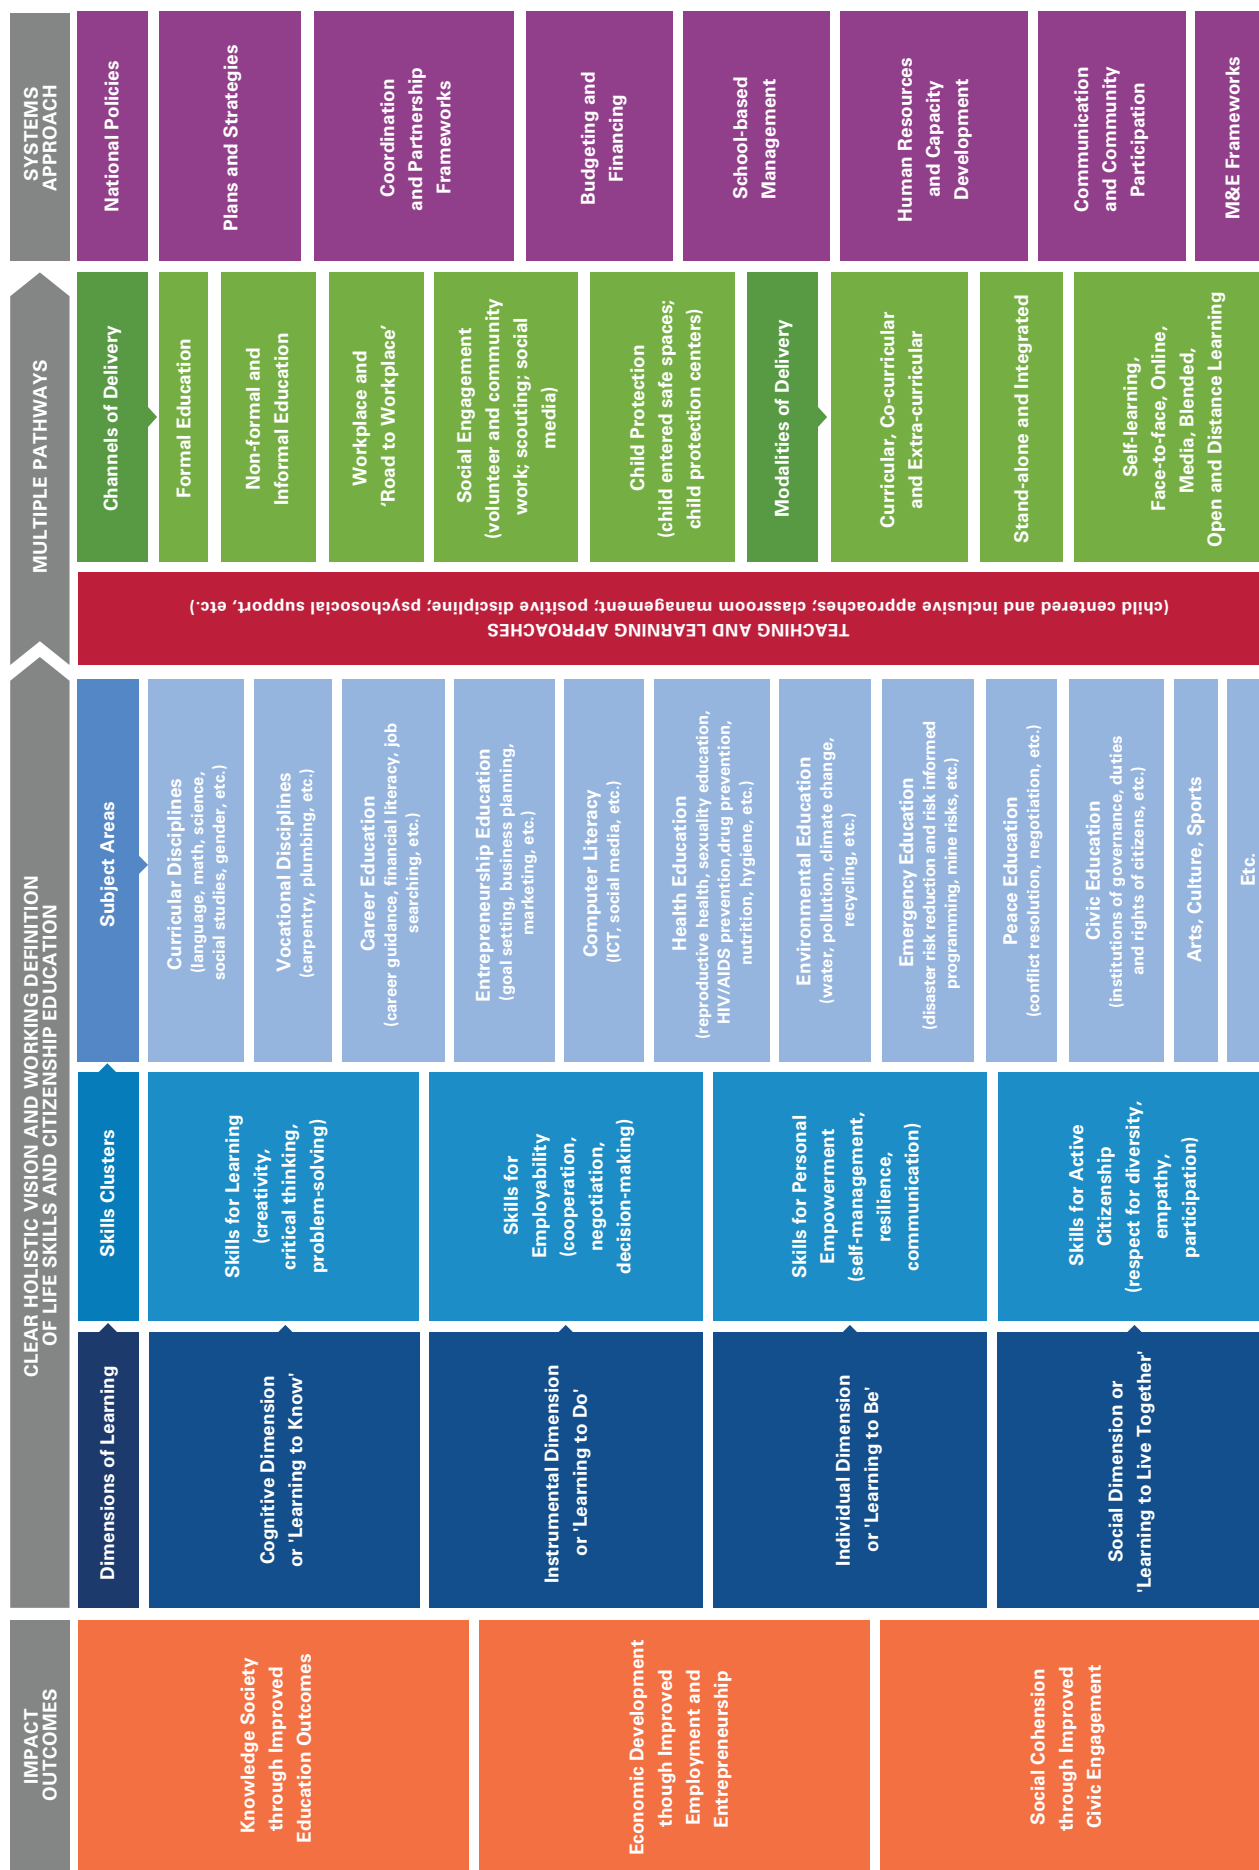 IMPACT
OUTCOMES
Knowledge Society
through Improved
Education Outcomes
Economic Development
though Improved
Employment and
Entrepreneurship
Social Cohension
through Improved
Civic Engagement
CLEAR HOLISTIC VISION AND WORKING DEFINITION
OF LIFE SKILLS AND CITIZENSHIP EDUCATION
Dimensions of Learning
Cognitive Dimension
or 'Learning to Know'
Instrumental Dimension
or 'Learning to Do'
Individual Dimension
or 'Learning to Be'
Social Dimension or
'Learning to Live Together'
Skills Clusters
Skills for Learning
(creativity,
critical thinking,
problem-solving)
Skills for
Employability
(cooperation,
negotiation,
decision-making)
Skills for Personal
Empowerment
(self-management,
resilience,
communication)
Skills for Active
Citizenship
(respect for diversity,
empathy,
participation)
Subject Areas
Curricular Disciplines
(language, math, science,
social studies, gender, etc.)
Vocational Disciplines
(carpentry, plumbing, etc.)
Career Education
(career guidance, financial literacy, job
searching, etc.)
Entrepreneurship Education
(goal setting, business planning,
marketing, etc.)
Computer Literacy
(ICT, social media, etc.)
Health Education
(reproductive health, sexuality education,
HIV/AIDS prevention,drug prevention,
nutrition, hygiene, etc.)
Environmental Education
(water, pollution, climate change,
recycling, etc.)
Emergency Education
(disaster risk reduction and risk informed
programming, mine risks, etc.)
Peace Education
(conflict resolution, negotiation, etc.)
Civic Education
(institutions of governance, duties
and rights of citizens, etc.)
Arts, Culture, Sports
Etc.
TEACHING AND LEARNING APPROACHES
(child centered and inclusive approaches; classroom management; positive discipline; psychosocial support, etc.)
MULTIPLE PATHWAYS
Channels of Delivery
Formal Education
Non-formal and
Informal Education
Workplace and
‘Road to Workplace’
Social Engagement
(volunteer and community
work; scouting; social
media)
Child Protection
(child entered safe spaces;
child protection centers)
Modalities of Delivery
Curricular, Co-curricular
and Extra-curricular
Stand-alone and Integrated
Self-learning,
Face-to-face, Online,
Media, Blended,
Open and Distance Learning
SYSTEMS
APPROACH
National Policies
Plans and Strategies
Coordination
and Partnership
Frameworks
Budgeting and
Financing
School-based
Management
Human Resources
and Capacity
Development
Communication
and Community
Participation
M&E Frameworks